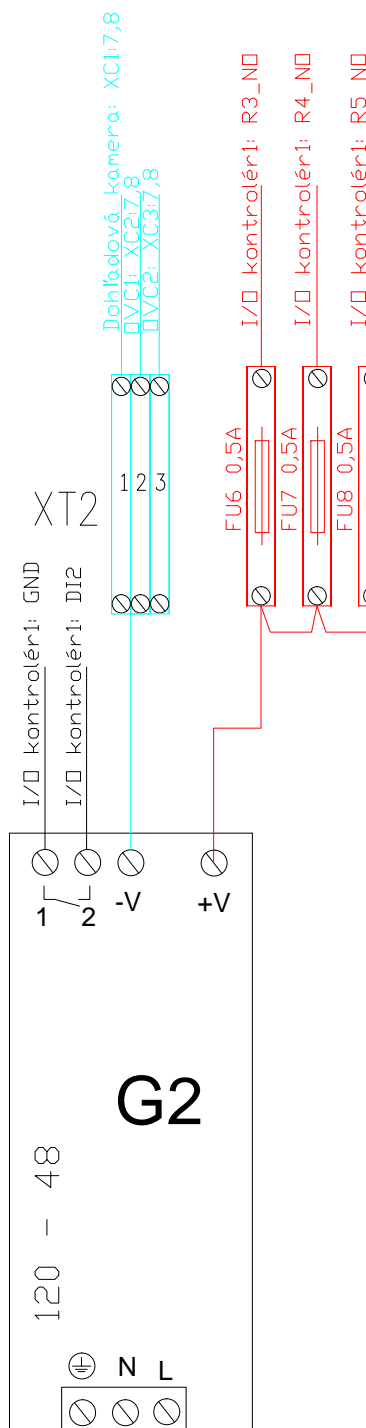 Dohľadová kamera: XC1:7,8
OVC1: XC2:7,8
OVC2: XC3:7,8
I/O kontrolér1: R3_NO
I/O kontrolér1: R4_NO
I/O kontrolér1: R5_NO
XT2
1 2 3
FU6 0,5A
FU7 0,5A
FU8 0,5A
I/O kontrolér1: GND
I/O kontrolér1: DI2
1 2 -V +V
G2
120 - 48
N L